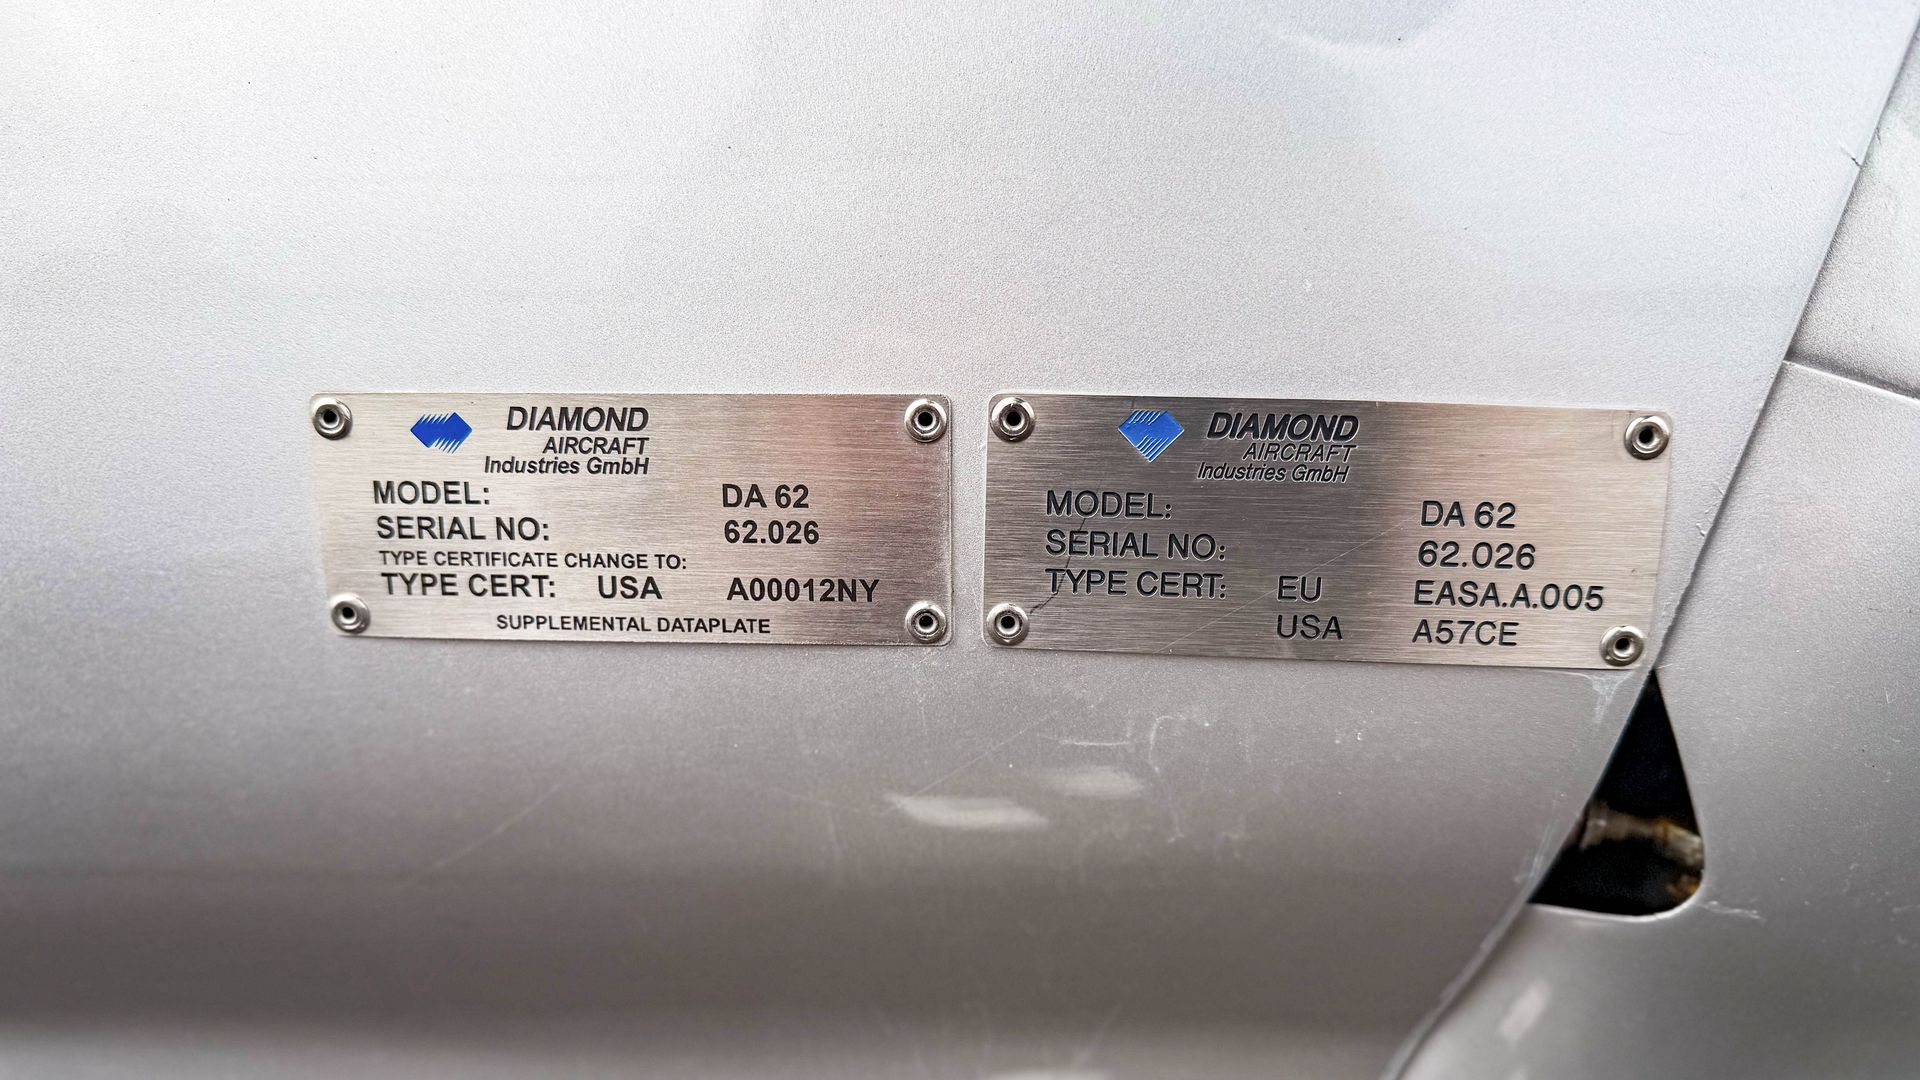 DIAMOND
AIRCRAFT
Industries GmbH
MODEL: DA 62
SERIAL NO: 62.026
TYPE CERTIFICATE CHANGE TO:
TYPE CERT: USA A00012NY
SUPPLEMENTAL DATAPLATE
DIAMOND
AIRCRAFT
Industries GmbH
MODEL: DA 62
SERIAL NO: 62.026
TYPE CERT: EU EASA.A.005
USA A57CE